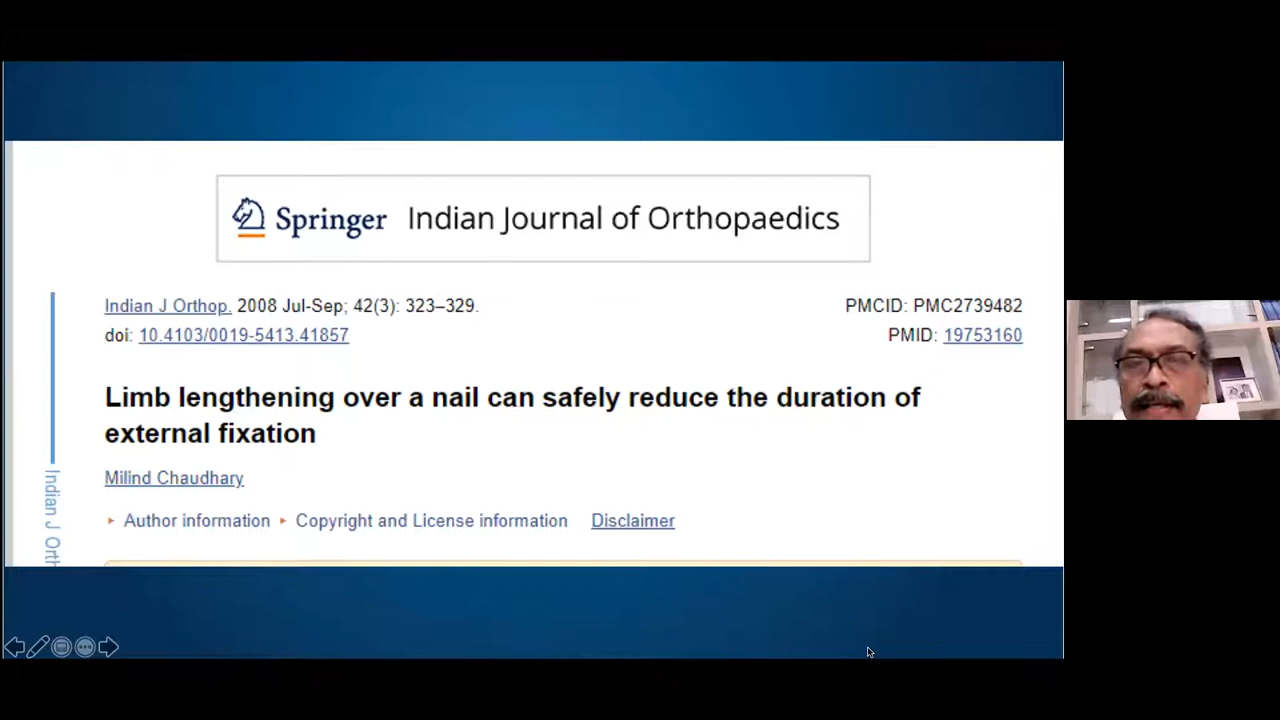 Springer Indian Journal of Orthopaedics
Indian J Orthop. 2008 Jul-Sep; 42(3): 323–329.
PMCID: PMC2739482
doi: 10.4103/0019-5413.41857
PMID: 19753160
Limb lengthening over a nail can safely reduce the duration of
external fixation
Milind Chaudhary
Author information Copyright and License information Disclaimer
Indian J Orth